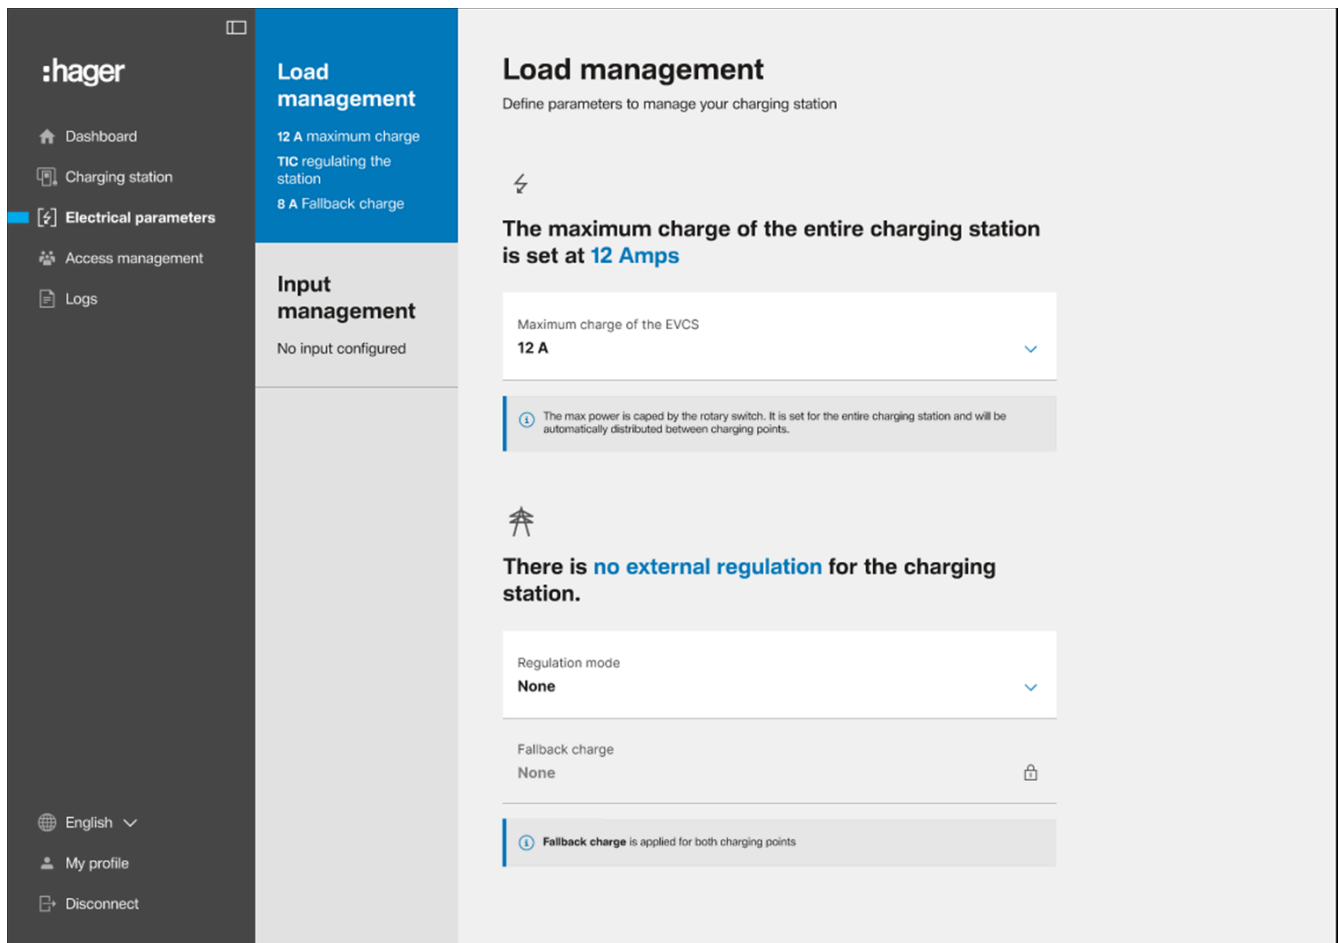 :hager
Dashboard
Charging station
Electrical parameters
Access management
Logs
English
My profile
Disconnect
Load
management
12 A maximum charge
TIC regulating the
station
8 A Fallback charge
Input
management
No input configured
Load management
Define parameters to manage your charging station
The maximum charge of the entire charging station
is set at 12 Amps
Maximum charge of the EVCS
12 A
The max power is caped by the rotary switch. It is set for the entire charging station and will be
automatically distributed between charging points.
There is no external regulation for the charging
station.
Regulation mode
None
Fallback charge
None
Fallback charge is applied for both charging points